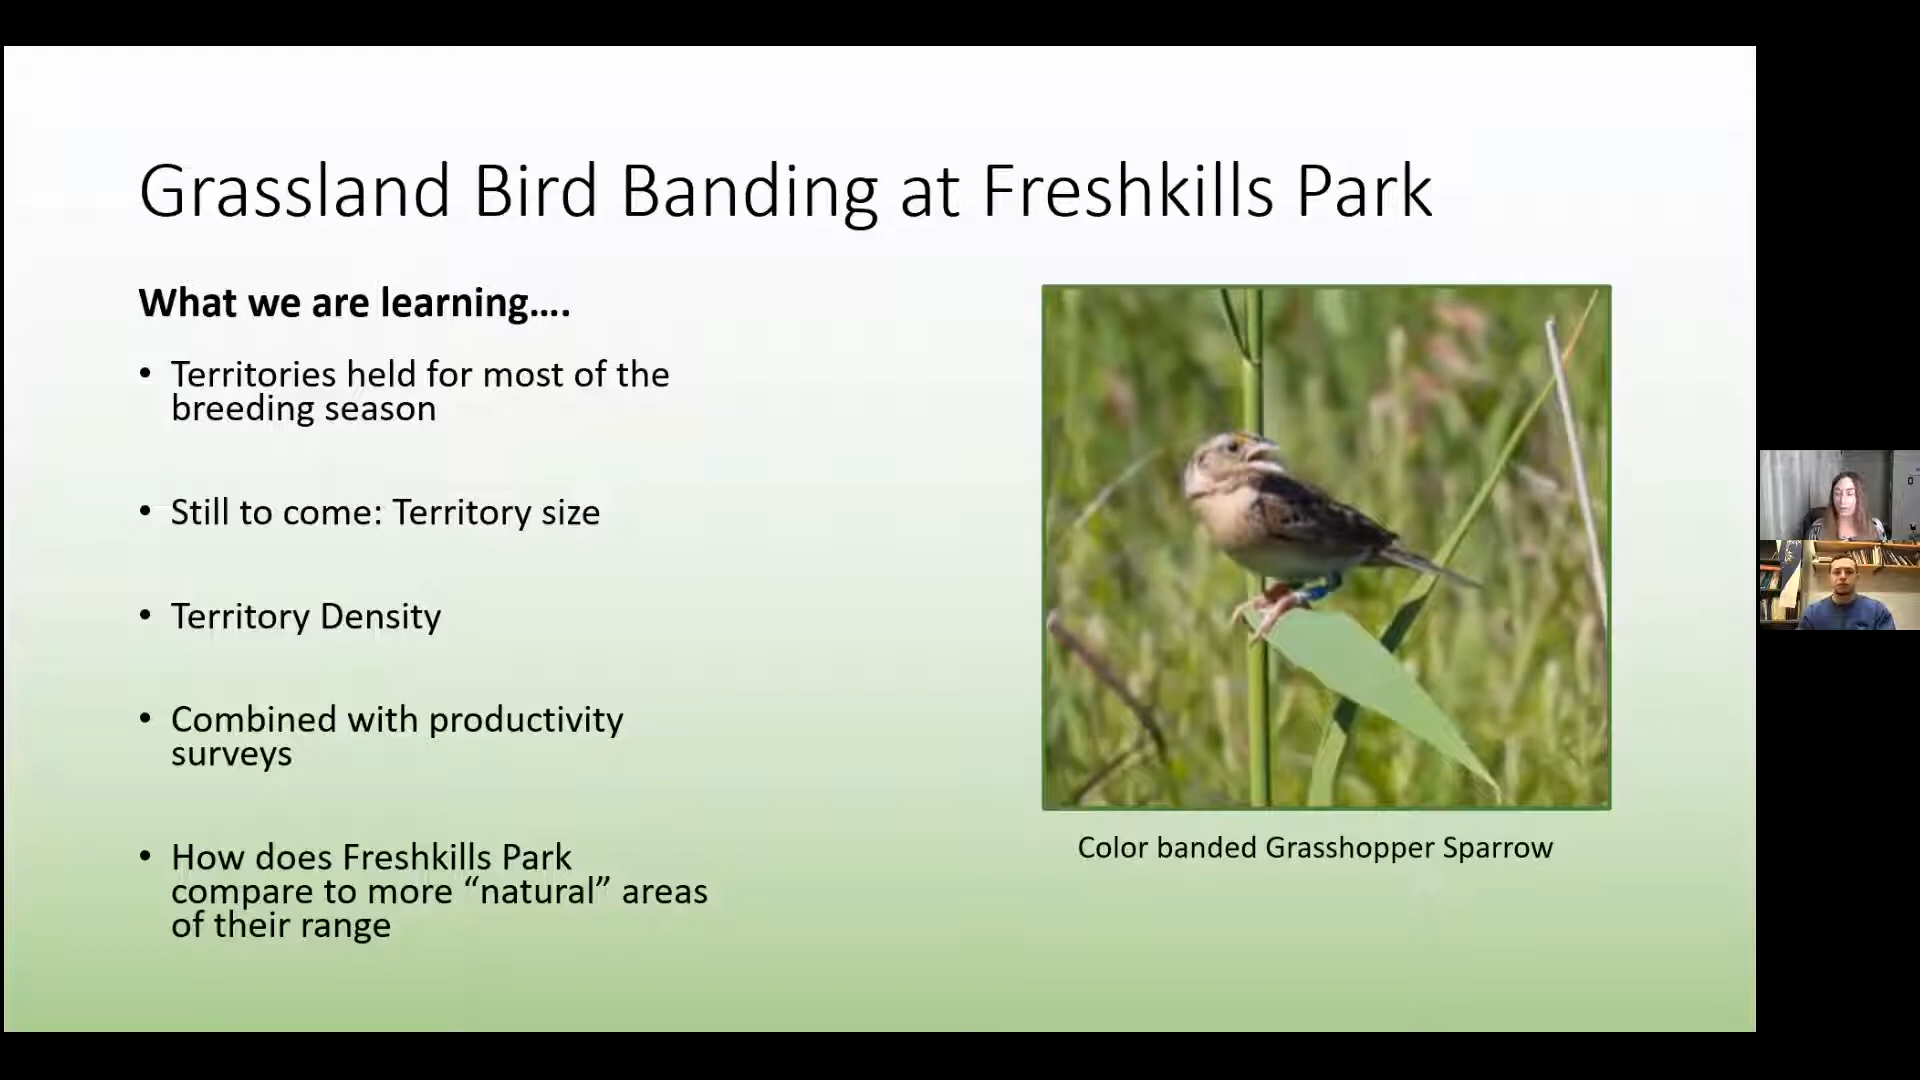 Grassland Bird Banding at Freshkills Park
What we are learning....
• Territories held for most of the
breeding season
• Still to come: Territory size
• Territory Density
• Combined with productivity
surveys
• How does Freshkills Park
compare to more “natural” areas
of their range
Color banded Grasshopper Sparrow